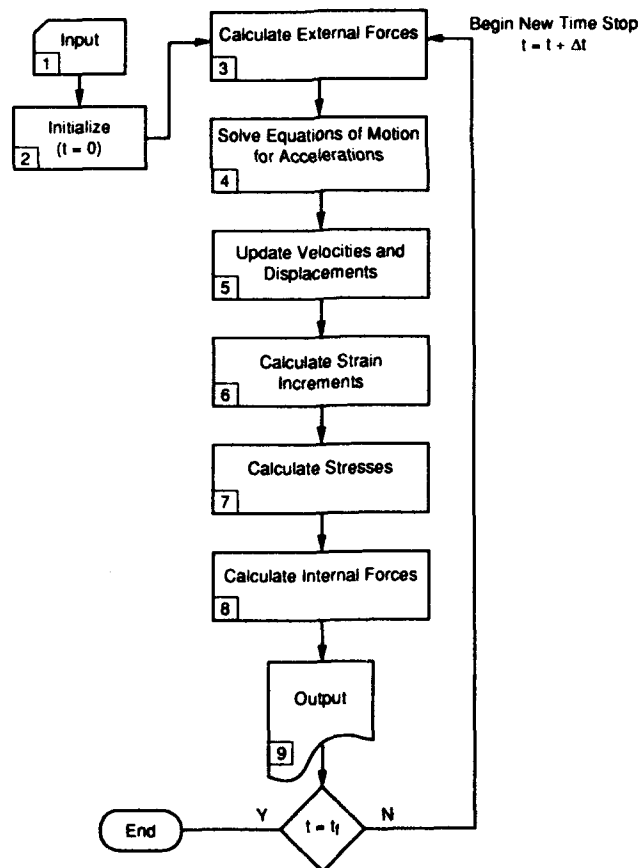 Input
1
Initialize
(t = 0)
2
Calculate External Forces
3
Begin New Time Stop
t = t + Δt
Solve Equations of Motion
for Accelerations
4
Update Velocities and
Displacements
5
Calculate Strain
Increments
6
Calculate Stresses
7
Calculate Internal Forces
8
Output
9
End
Y
t = tf
N